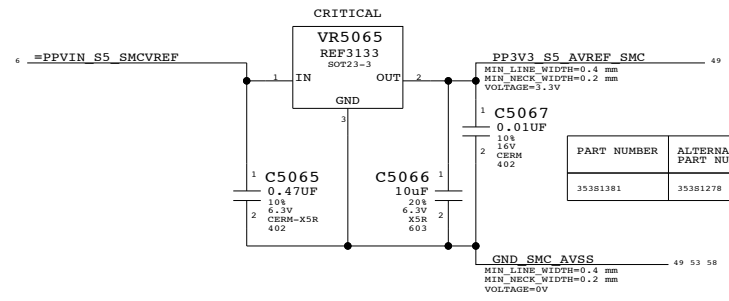 CRITICAL
VR5065
REF3133
SOT23-3
6 =PPVIN_S5_SMCVREF
PP3V3_S5_AVREF_SMC 49
MIN_LINE_WIDTH=0.4 mm
MIN_NECK_WIDTH=0.2 mm
VOLTAGE=3.3V
1 IN OUT 2
GND
3
1 C5067
0.01UF
10%
2 16V
CERM
402
PART NUMBER ALTERNA
PART NU
353S1381 353S1278
1 C5065
0.47UF
10%
2 6.3V
CERM-X5R
402
C5066 1
10uF
20%
6.3V 2
X5R
603
GND_SMC_AVSS 49 53 58
MIN_LINE_WIDTH=0.4 mm
MIN_NECK_WIDTH=0.2 mm
VOLTAGE=0V